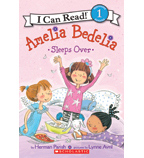 I Can Read! 1
Amelia Bedelia
Sleeps Over
by Herman Parish pictures by Lynne Avril
SCHOLASTIC